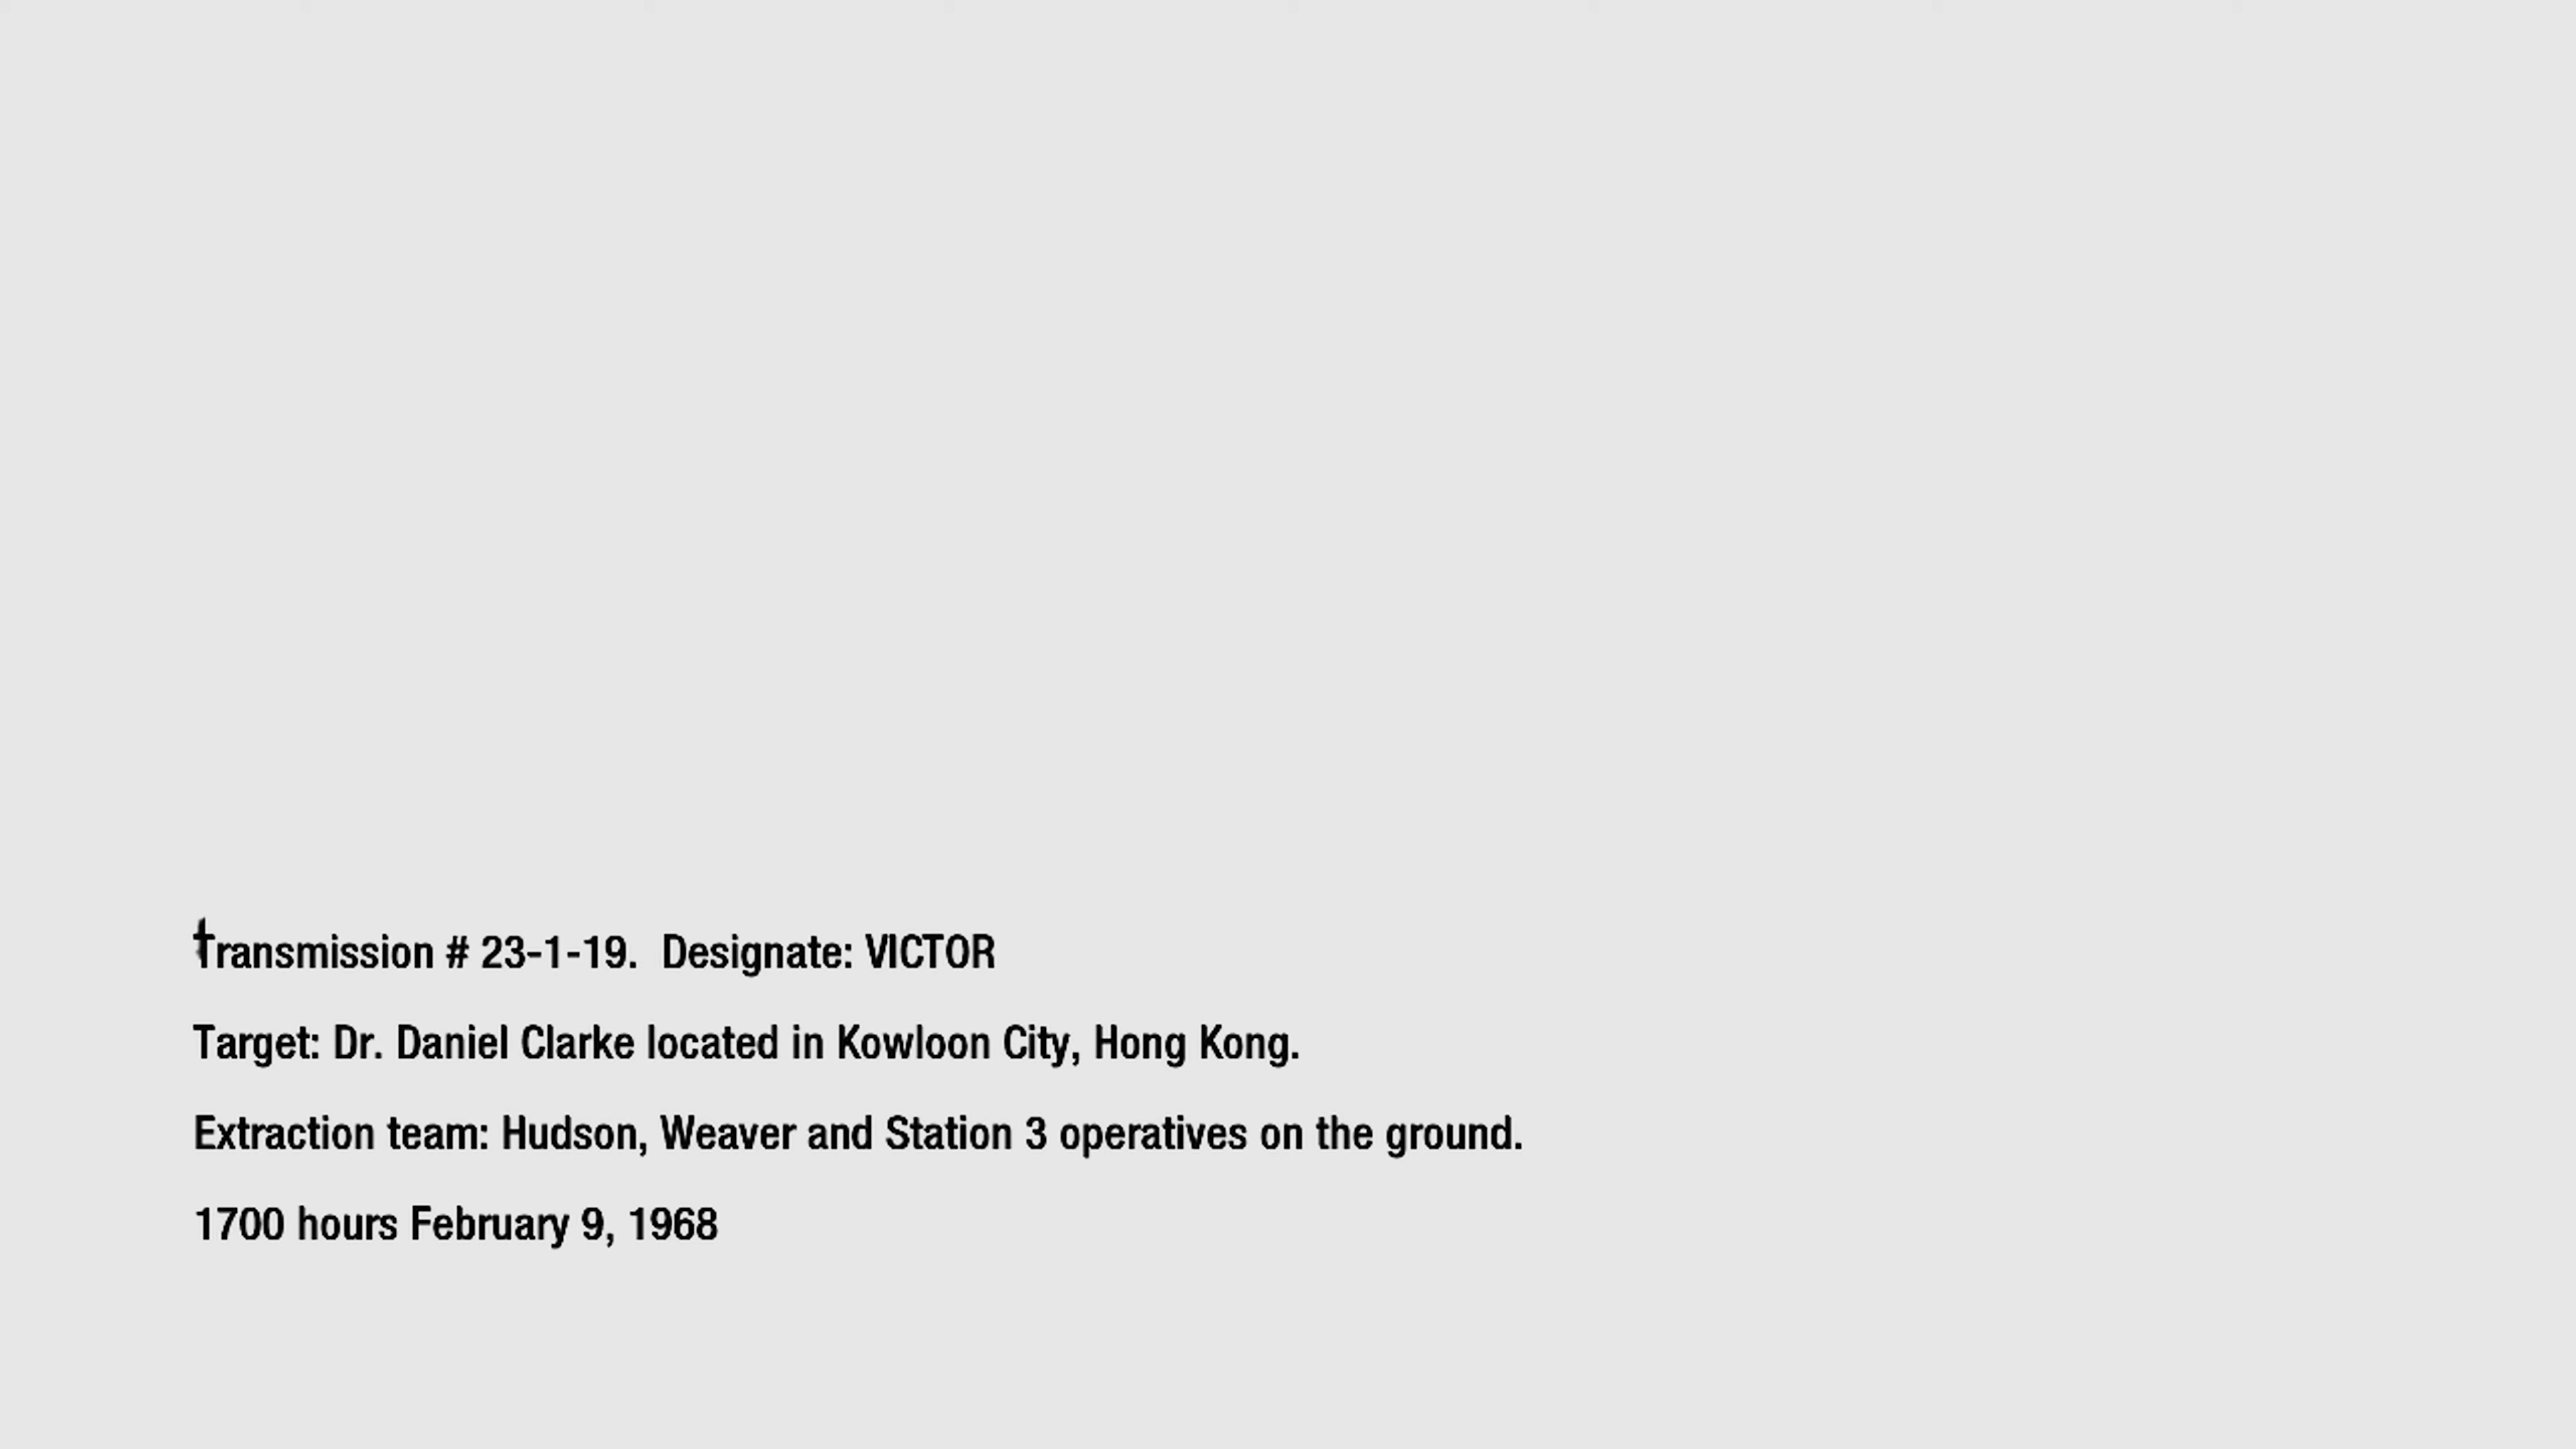 Transmission # 23-1-19.  Designate: VICTOR
Target: Dr. Daniel Clarke located in Kowloon City, Hong Kong.
Extraction team: Hudson, Weaver and Station 3 operatives on the ground.
1700 hours February 9, 1968